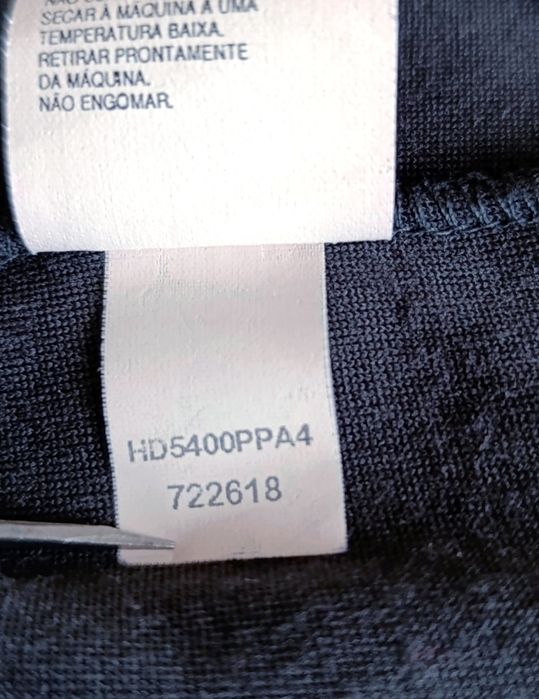 SECAR À MÁQUINA A UMA
TEMPERATURA BAIXA.
RETIRAR PRONTAMENTE
DA MÁQUINA.
NÃO ENGOMAR.
HD5400PPA4
722618